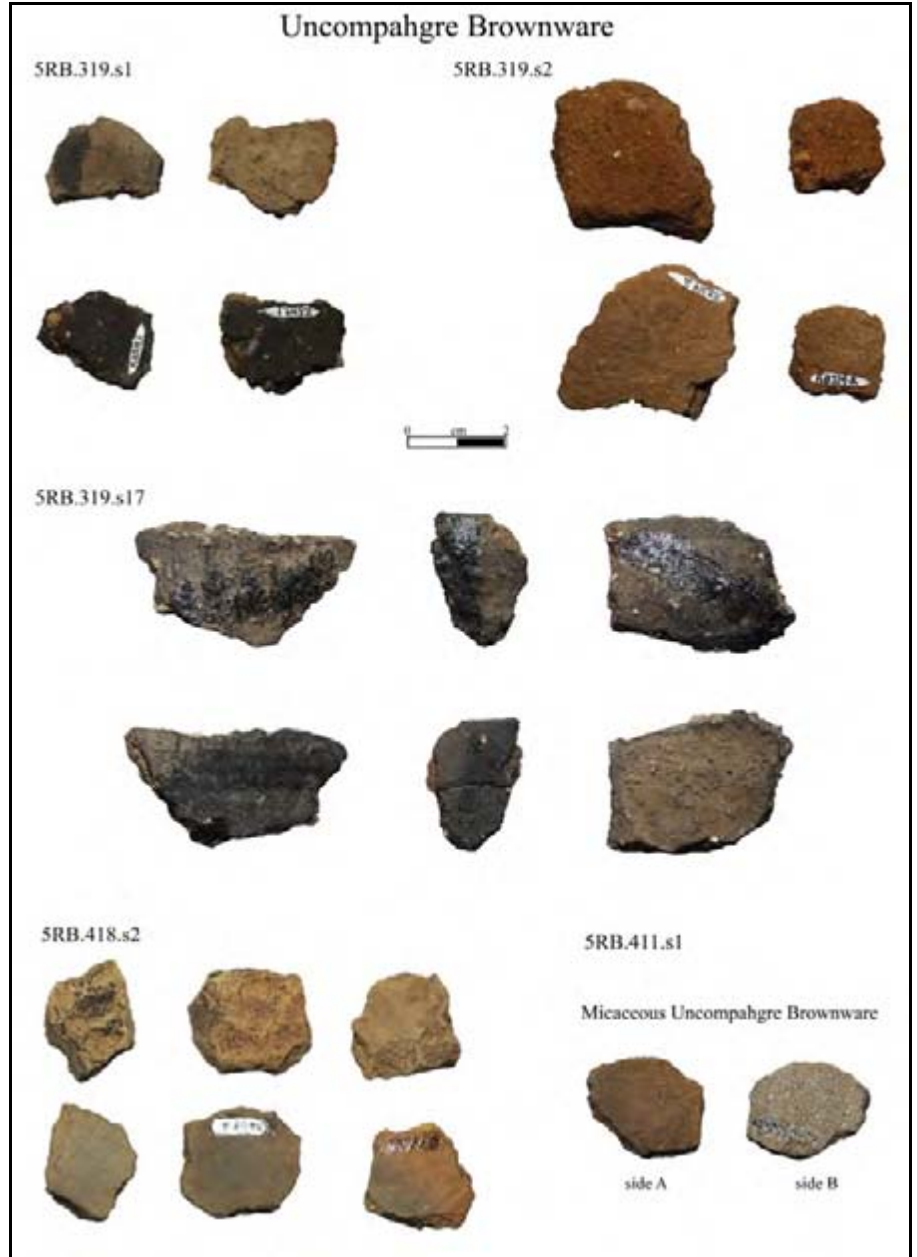 Uncompahgre Brownware
5RB.319.s1
5RB.319.s2
0 cm 2
5RB.319.s17
5RB.418.s2
5RB.411.s1
Micaceous Uncompahgre Brownware
side A
side B